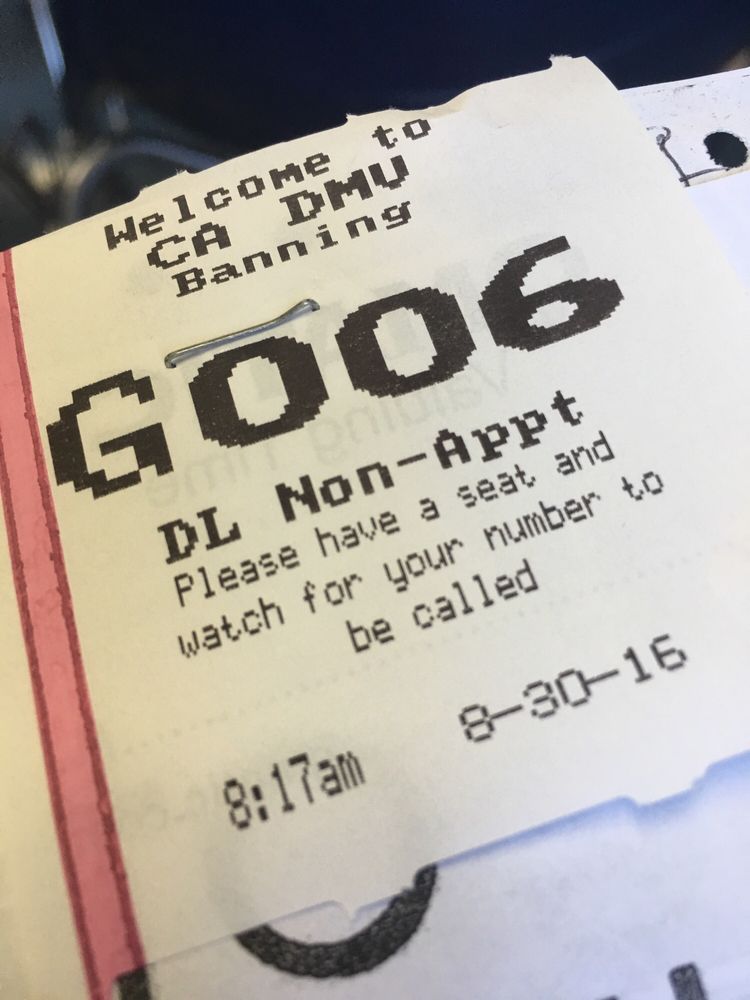 Welcome to
CA DMV
Banning
G006
DL Non-Appt
Please have a seat and
watch for your number to
be called
8:17am 8-30-16